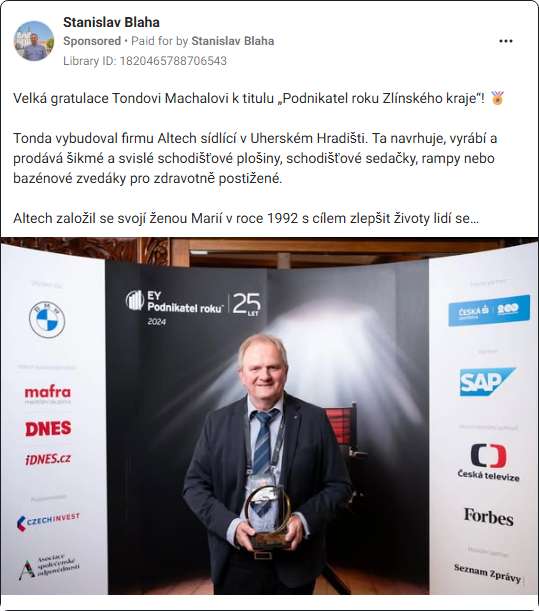 Stanislav Blaha
Sponsored • Paid for by Stanislav Blaha
Library ID: 1820465788706543
Velká gratulace Tondovi Machalovi k titulu „Podnikatel roku Zlínského kraje“! 🏅
Tonda vybudoval firmu Altech sídlící v Uherském Hradišti. Ta navrhuje, vyrábí a
prodává šikmé a svislé schodišťové plošiny, schodišťové sedačky, rampy nebo
bazénové zvedáky pro zdravotně postižené.
Altech založil se svojí ženou Marií v roce 1992 s cílem zlepšit životy lidí se…
BMW
mafra
DNES
iDNES.cz
CZECHINVEST
Asociace
společenské
odpovědnosti
EY
Podnikatel roku
2024
25
LET
ČESKÁ
200
SAP
Česká televize
Forbes
Seznam Zprávy